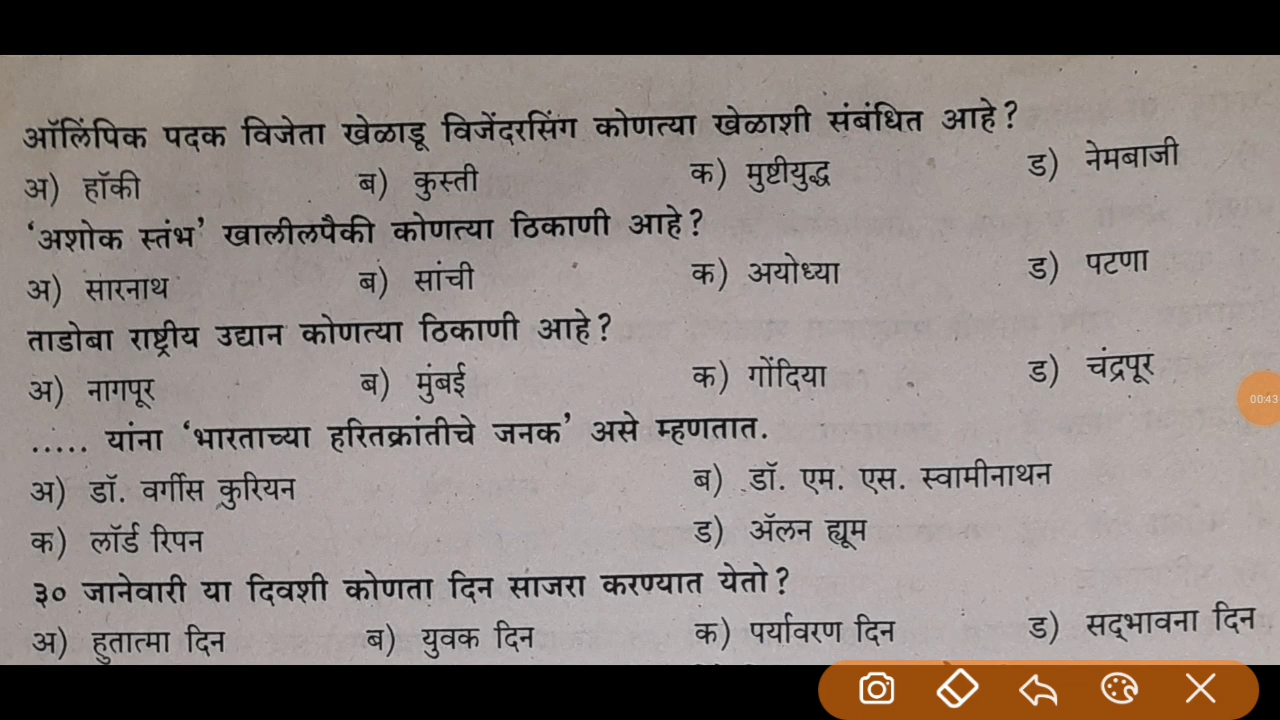 ऑलिंपिक पदक विजेता खेळाडू विजेंदरसिंग कोणत्या खेळाशी संबंधित आहे?
अ) हॉकी ब) कुस्ती क) मुष्टीयुद्ध ड) नेमबाजी
‘अशोक स्तंभ’ खालीलपैकी कोणत्या ठिकाणी आहे?
अ) सारनाथ ब) सांची क) अयोध्या ड) पटणा
ताडोबा राष्ट्रीय उद्यान कोणत्या ठिकाणी आहे?
अ) नागपूर ब) मुंबई क) गोंदिया ड) चंद्रपूर
00:43
..... यांना ‘भारताच्या हरितक्रांतीचे जनक’ असे म्हणतात.
अ) डॉ. वर्गीस कुरियन ब) डॉ. एम. एस. स्वामीनाथन
क) लॉर्ड रिपन ड) ॲलन ह्यूम
३० जानेवारी या दिवशी कोणता दिन साजरा करण्यात येतो?
अ) हुतात्मा दिन ब) युवक दिन क) पर्यावरण दिन ड) सद्‌भावना दिन